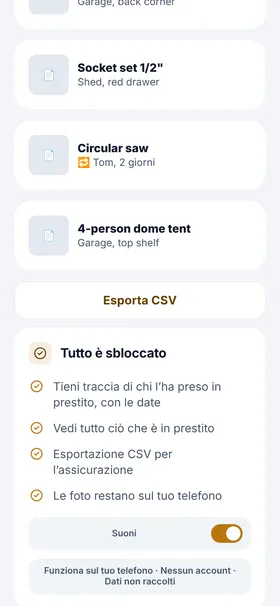 Garage, back corner
Socket set 1/2"
Shed, red drawer
Circular saw
🔁 Tom, 2 giorni
4-person dome tent
Garage, top shelf
Esporta CSV
Tutto è sbloccato
Tieni traccia di chi l'ha preso in
prestito, con le date
Vedi tutto ciò che è in prestito
Esportazione CSV per
l'assicurazione
Le foto restano sul tuo telefono
Suoni
Funziona sul tuo telefono · Nessun account ·
Dati non raccolti